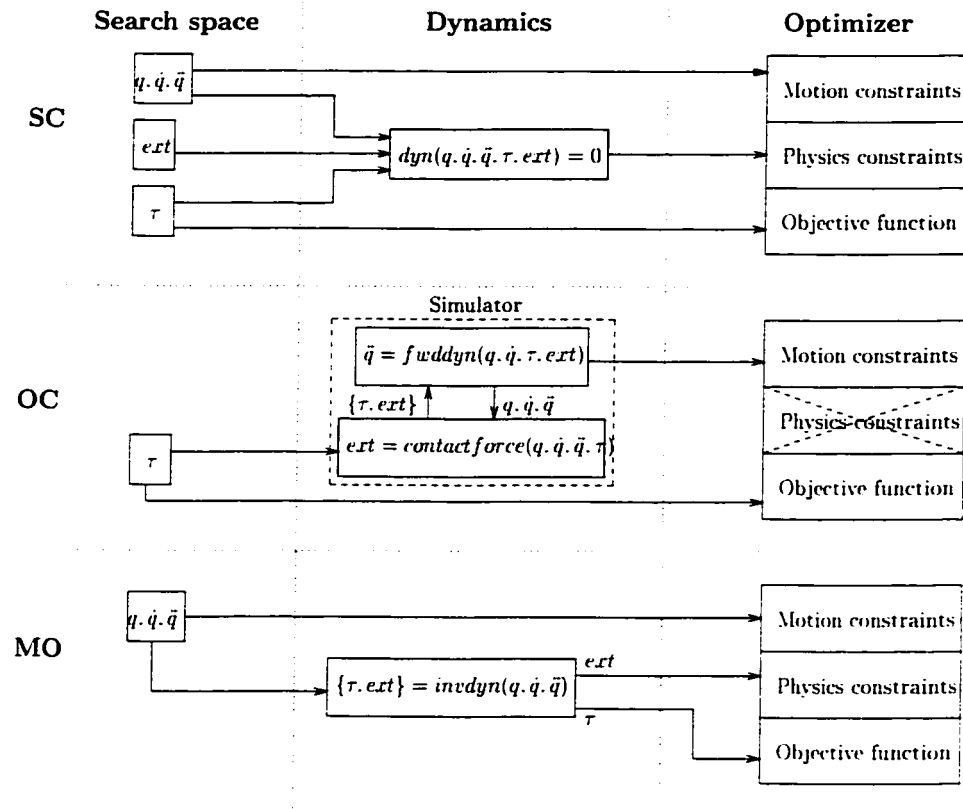 Search space Dynamics Optimizer
SC
q. q̇. q̈
ext
τ
dyn(q. q̇. q̈. τ. ext) = 0
Motion constraints
Physics constraints
Objective function
OC
Simulator
q̈ = fwddyn(q. q̇. τ. ext)
{τ. ext} q. q̇. q̈
ext = contactforce(q. q̇. q̈. τ)
τ
Motion constraints
Physics constraints
Objective function
MO
q. q̇. q̈
{τ. ext} = invdyn(q. q̇. q̈)
ext
τ
Motion constraints
Physics constraints
Objective function